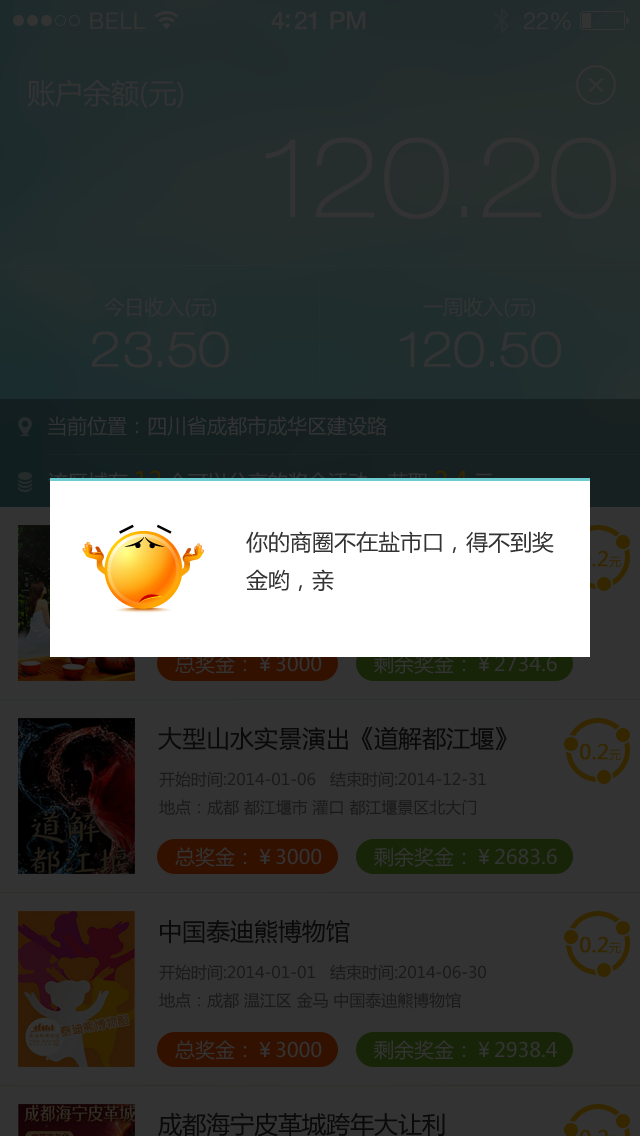 BELL 4:21 PM 22%
账户余额(元)
120.20
今日收入(元) 一周收入(元)
23.50 120.50
当前位置：四川省成都市成华区建设路
你的商圈不在盐市口，得不到奖
金哟，亲
.2元
总奖金：￥3000 剩余奖金：￥2734.6
大型山水实景演出《道解都江堰》
0.2元
开始时间:2014-01-06 结束时间:2014-12-31
地点：成都 都江堰市 灌口 都江堰景区北大门
道解
都江堰
总奖金：￥3000 剩余奖金：￥2683.6
中国泰迪熊博物馆
0.2元
开始时间:2014-01-01 结束时间:2014-06-30
地点：成都 温江区 金马 中国泰迪熊博物馆
泰迪熊博物馆
总奖金：￥3000 剩余奖金：￥2938.4
成都海宁皮革城
成都海宁皮革城跨年大让利